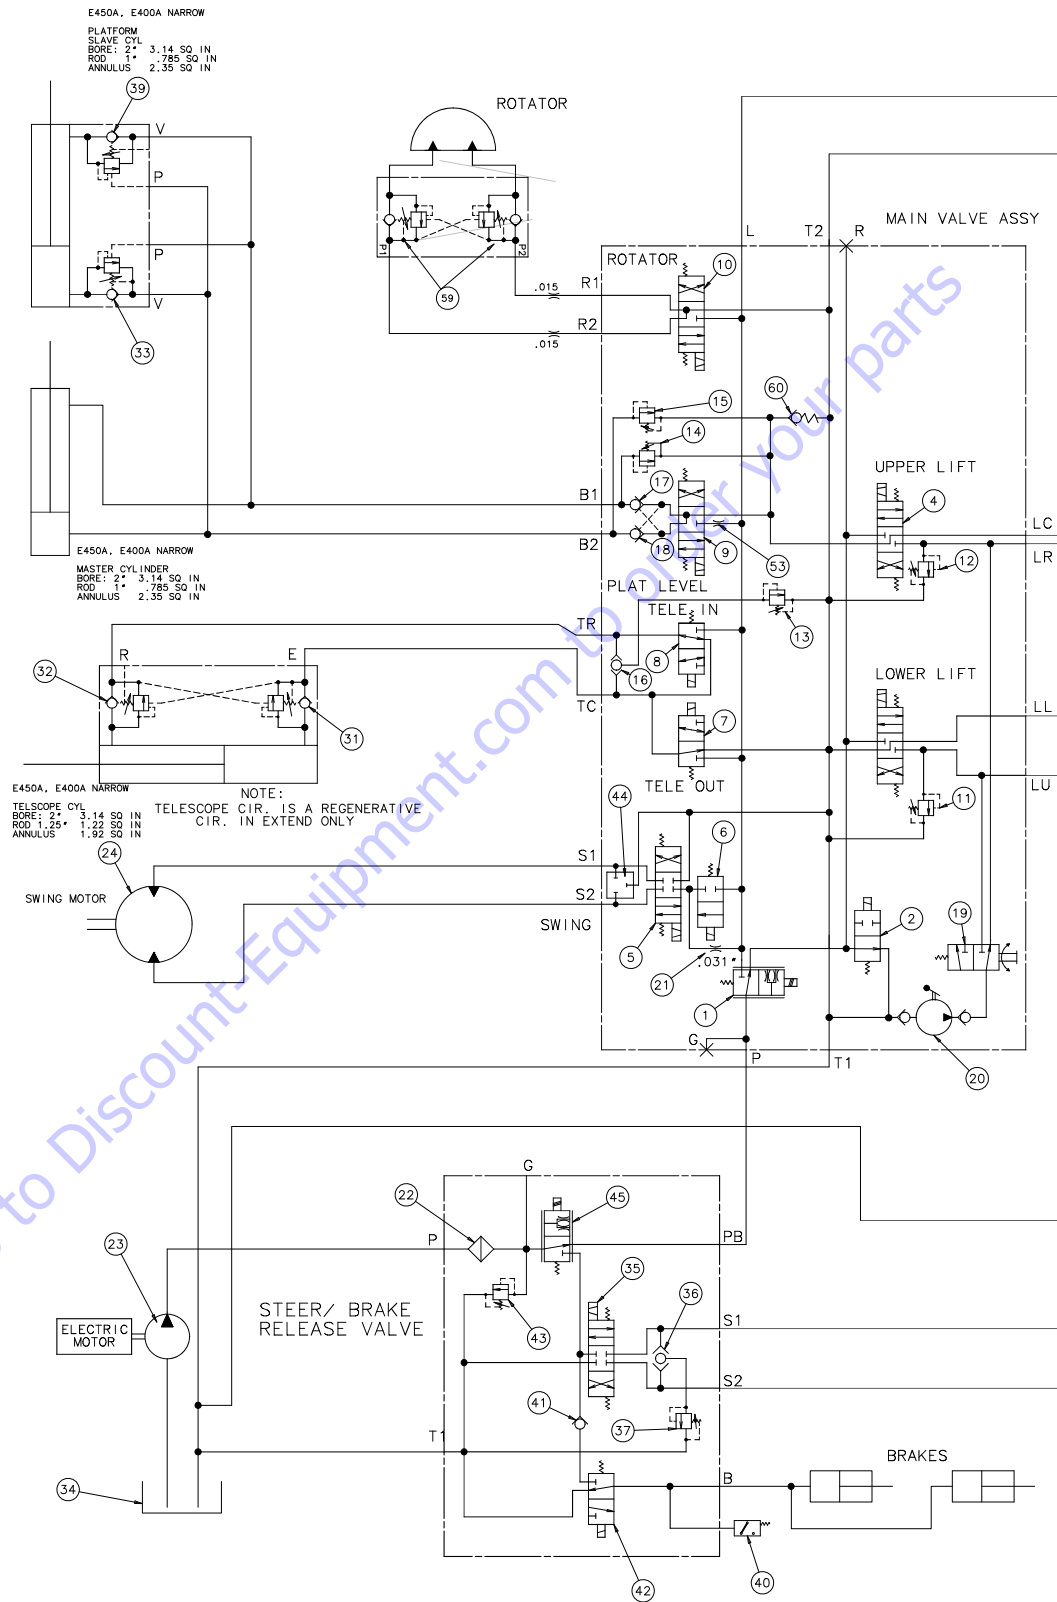 E450A, E400A NARROW
PLATFORM
SLAVE CYL
BORE: 2" 3.14 SQ IN
ROD 1" .785 SQ IN
ANNULUS 2.35 SQ IN
39
V
P
P
V
33
ROTATOR
P1
P2
59
MAIN VALVE ASSY
L
T2
R
ROTATOR
10
.015
R1
R2
.015
15
60
14
UPPER LIFT
17
4
B1
LC
B2
18
9
53
12
LR
E450A, E400A NARROW
MASTER CYLINDER
BORE: 2" 3.14 SQ IN
ROD 1" .785 SQ IN
ANNULUS 2.35 SQ IN
PLAT LEVEL
TELE IN
13
TR
8
16
32
R
E
LOWER LIFT
TC
7
LL
31
TELE OUT
LU
E450A, E400A NARROW
TELSCOPE CYL
BORE: 2" 3.14 SQ IN
ROD 1.25" 1.22 SQ IN
ANNULUS 1.92 SQ IN
NOTE:
TELESCOPE CIR. IS A REGENERATIVE
CIR. IN EXTEND ONLY
44
11
24
6
S1
SWING MOTOR
S2
SWING
5
2
19
21
.031"
1
G
P
T1
20
G
22
45
P
PB
23
35
36
ELECTRIC
MOTOR
STEER/ BRAKE
RELEASE VALVE
43
S1
S2
41
37
T1
34
B
BRAKES
42
40
to Discount-Equipment.com to order your parts